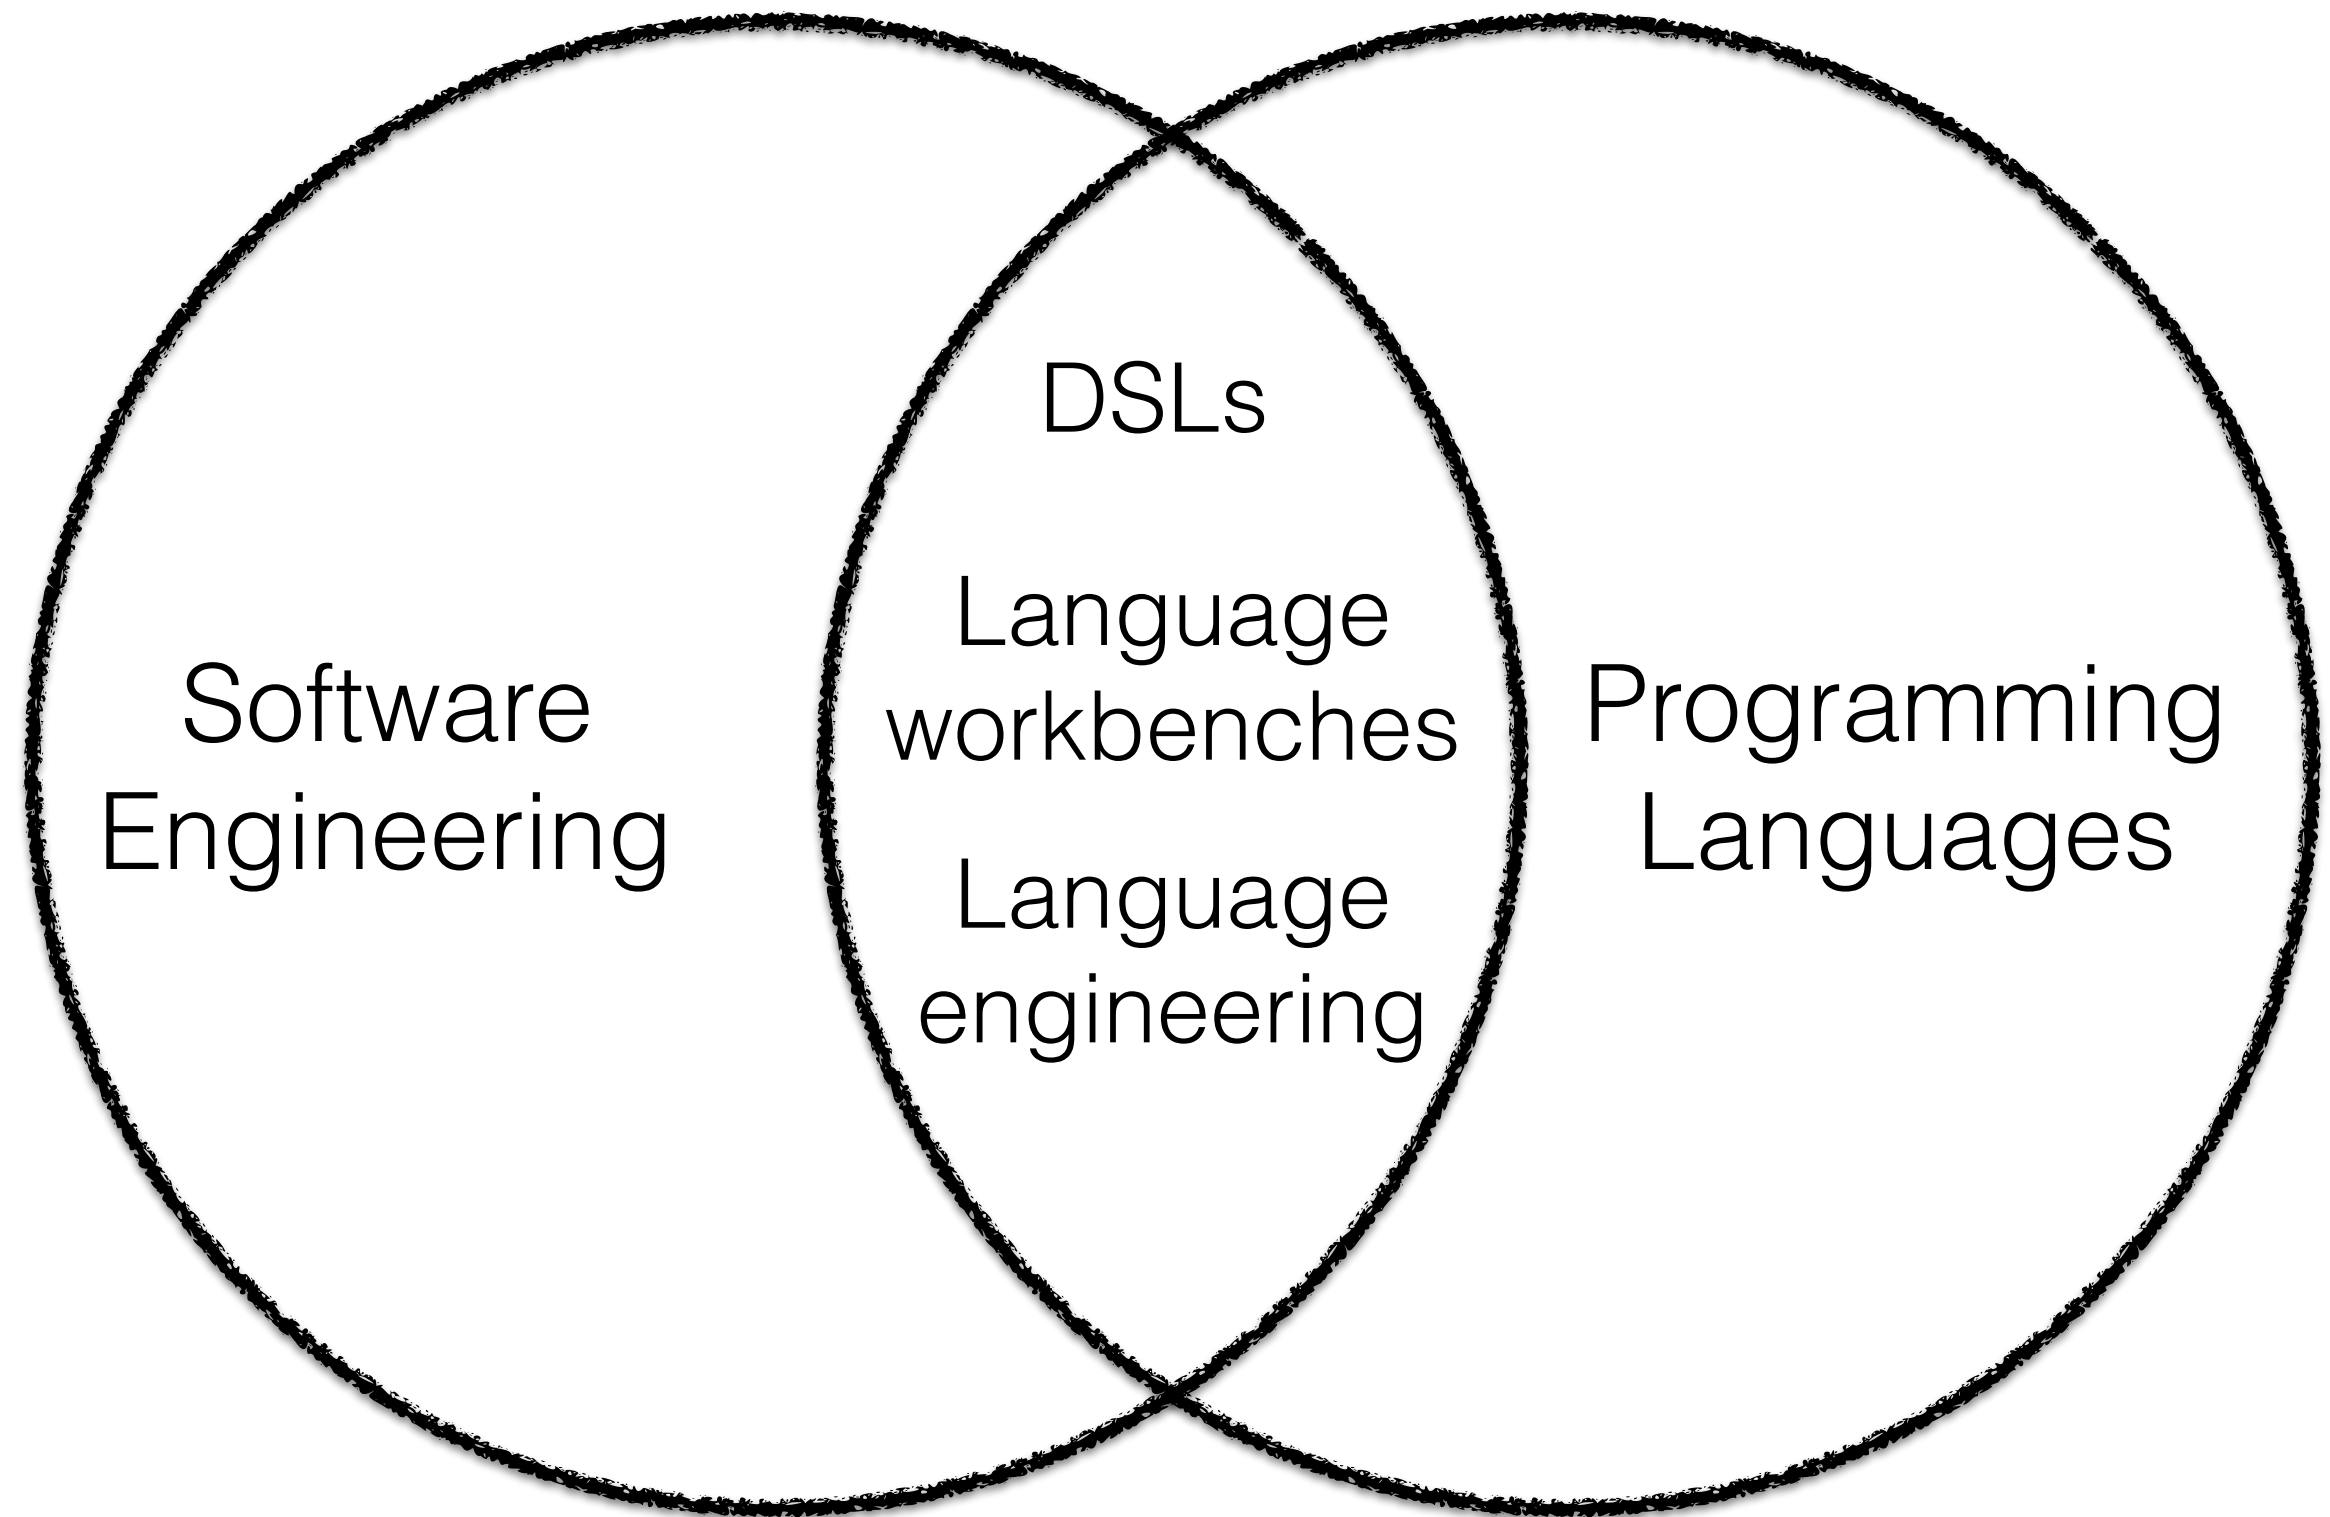 Software
Engineering
DSLs
Language
workbenches
Language
engineering
Programming
Languages